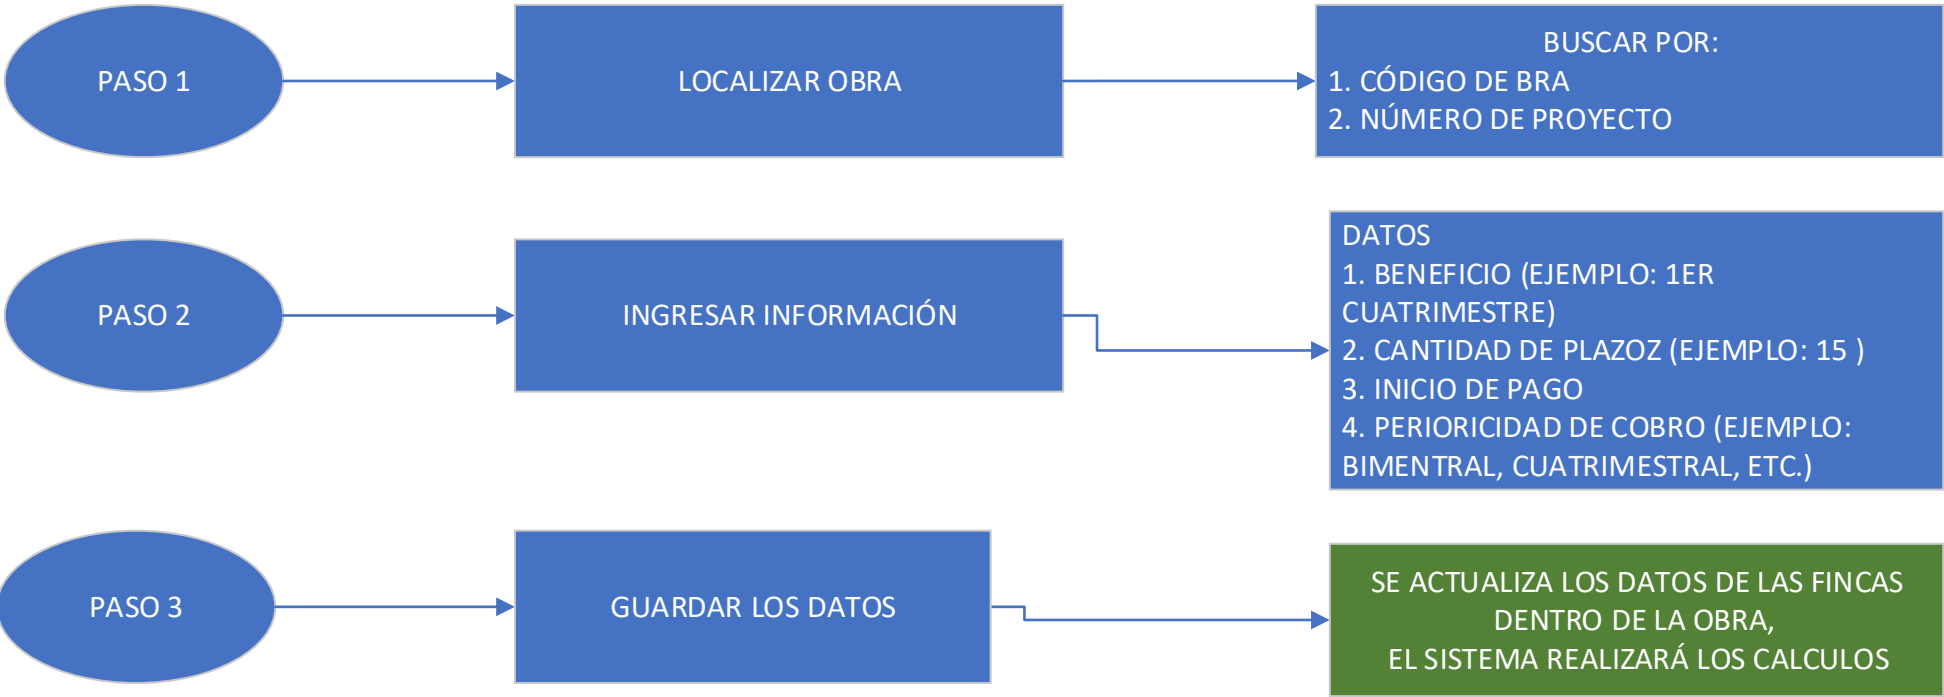 PASO 1
LOCALIZAR OBRA
BUSCAR POR:
1. CÓDIGO DE BRA
2. NÚMERO DE PROYECTO
PASO 2
INGRESAR INFORMACIÓN
DATOS
1. BENEFICIO (EJEMPLO: 1ER
CUATRIMESTRE)
2. CANTIDAD DE PLAZOZ (EJEMPLO: 15 )
3. INICIO DE PAGO
4. PERIORICIDAD DE COBRO (EJEMPLO:
BIMENTRAL, CUATRIMESTRAL, ETC.)
PASO 3
GUARDAR LOS DATOS
SE ACTUALIZA LOS DATOS DE LAS FINCAS
DENTRO DE LA OBRA,
EL SISTEMA REALIZARÁ LOS CALCULOS